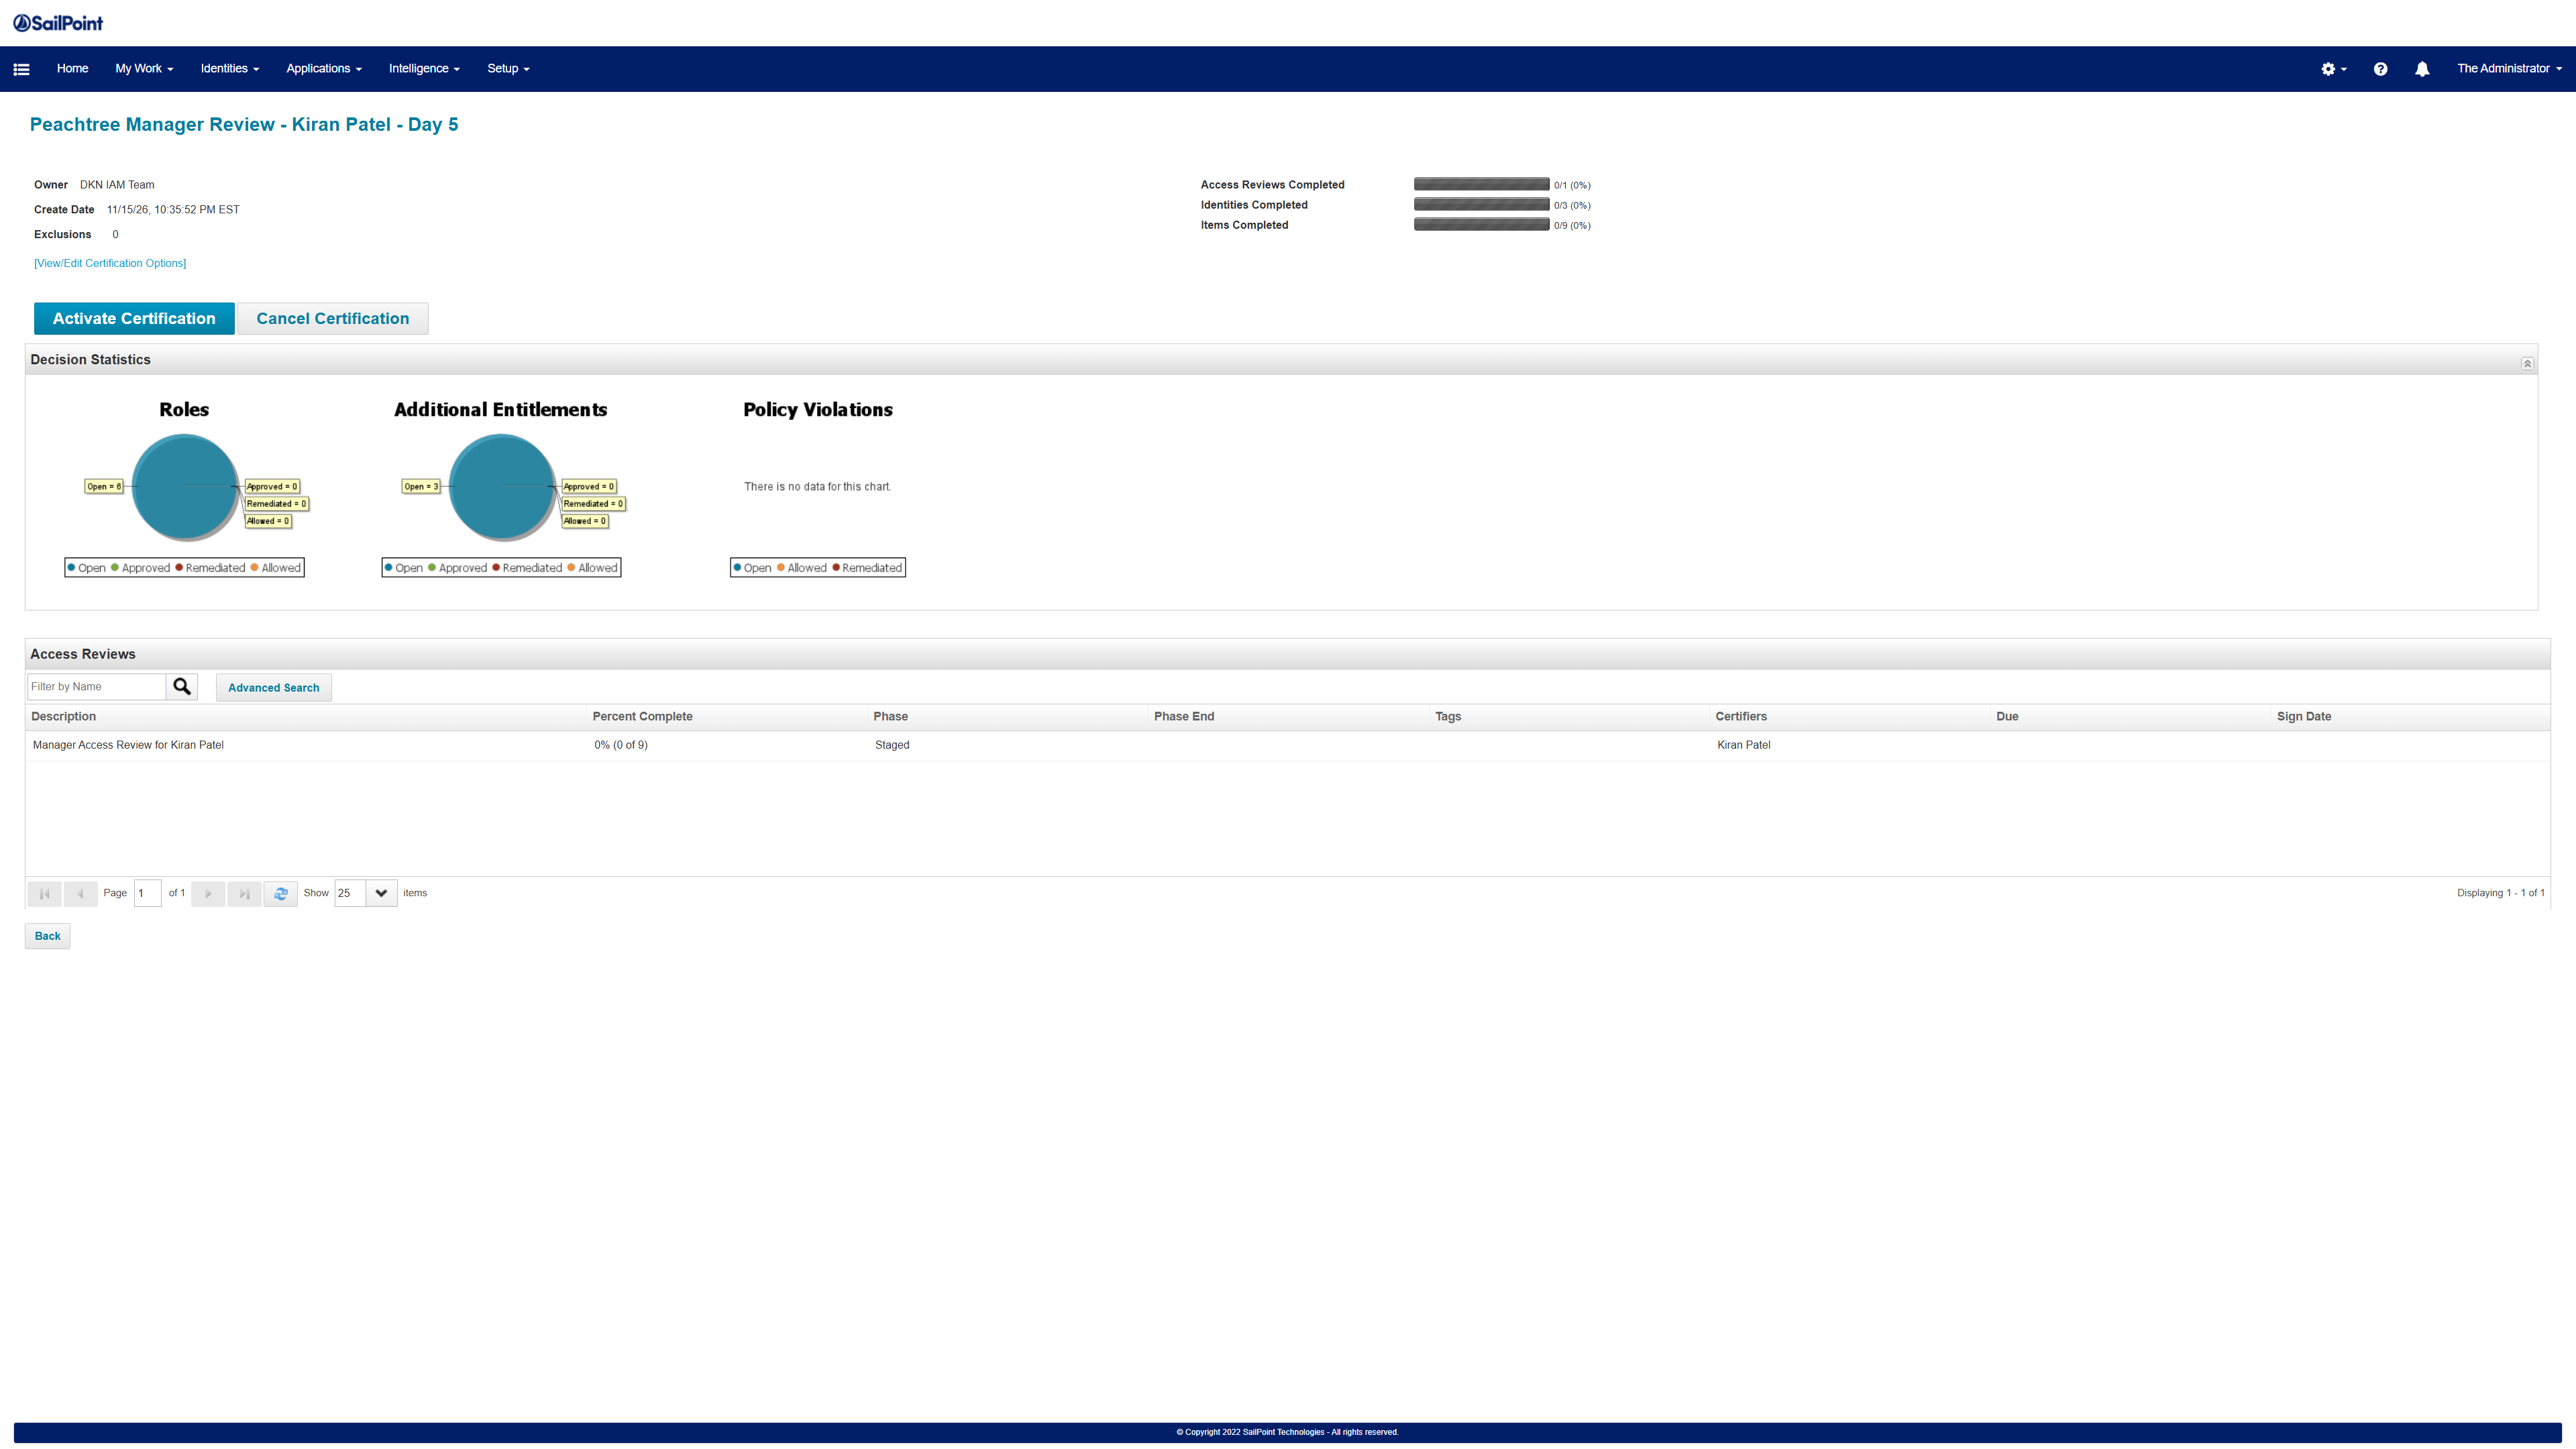 SailPoint
Home My Work Identities Applications Intelligence Setup The Administrator
Peachtree Manager Review - Kiran Patel - Day 5
Owner DKN IAM Team
Create Date 11/15/26, 10:35:52 PM EST
Exclusions 0
[View/Edit Certification Options]
Access Reviews Completed 0/1 (0%)
Identities Completed 0/3 (0%)
Items Completed 0/9 (0%)
Activate Certification Cancel Certification
Decision Statistics
Roles
Open = 6
Approved = 0
Remediated = 0
Allowed = 0
Open Approved Remediated Allowed
Additional Entitlements
Open = 3
Approved = 0
Remediated = 0
Allowed = 0
Open Approved Remediated Allowed
Policy Violations
There is no data for this chart.
Open Allowed Remediated
Access Reviews
Filter by Name Advanced Search
Description Percent Complete Phase Phase End Tags Certifiers Due Sign Date
Manager Access Review for Kiran Patel 0% (0 of 9) Staged Kiran Patel
Page 1 of 1 Show 25 items Displaying 1 - 1 of 1
Back
© Copyright 2022 SailPoint Technologies - All rights reserved.